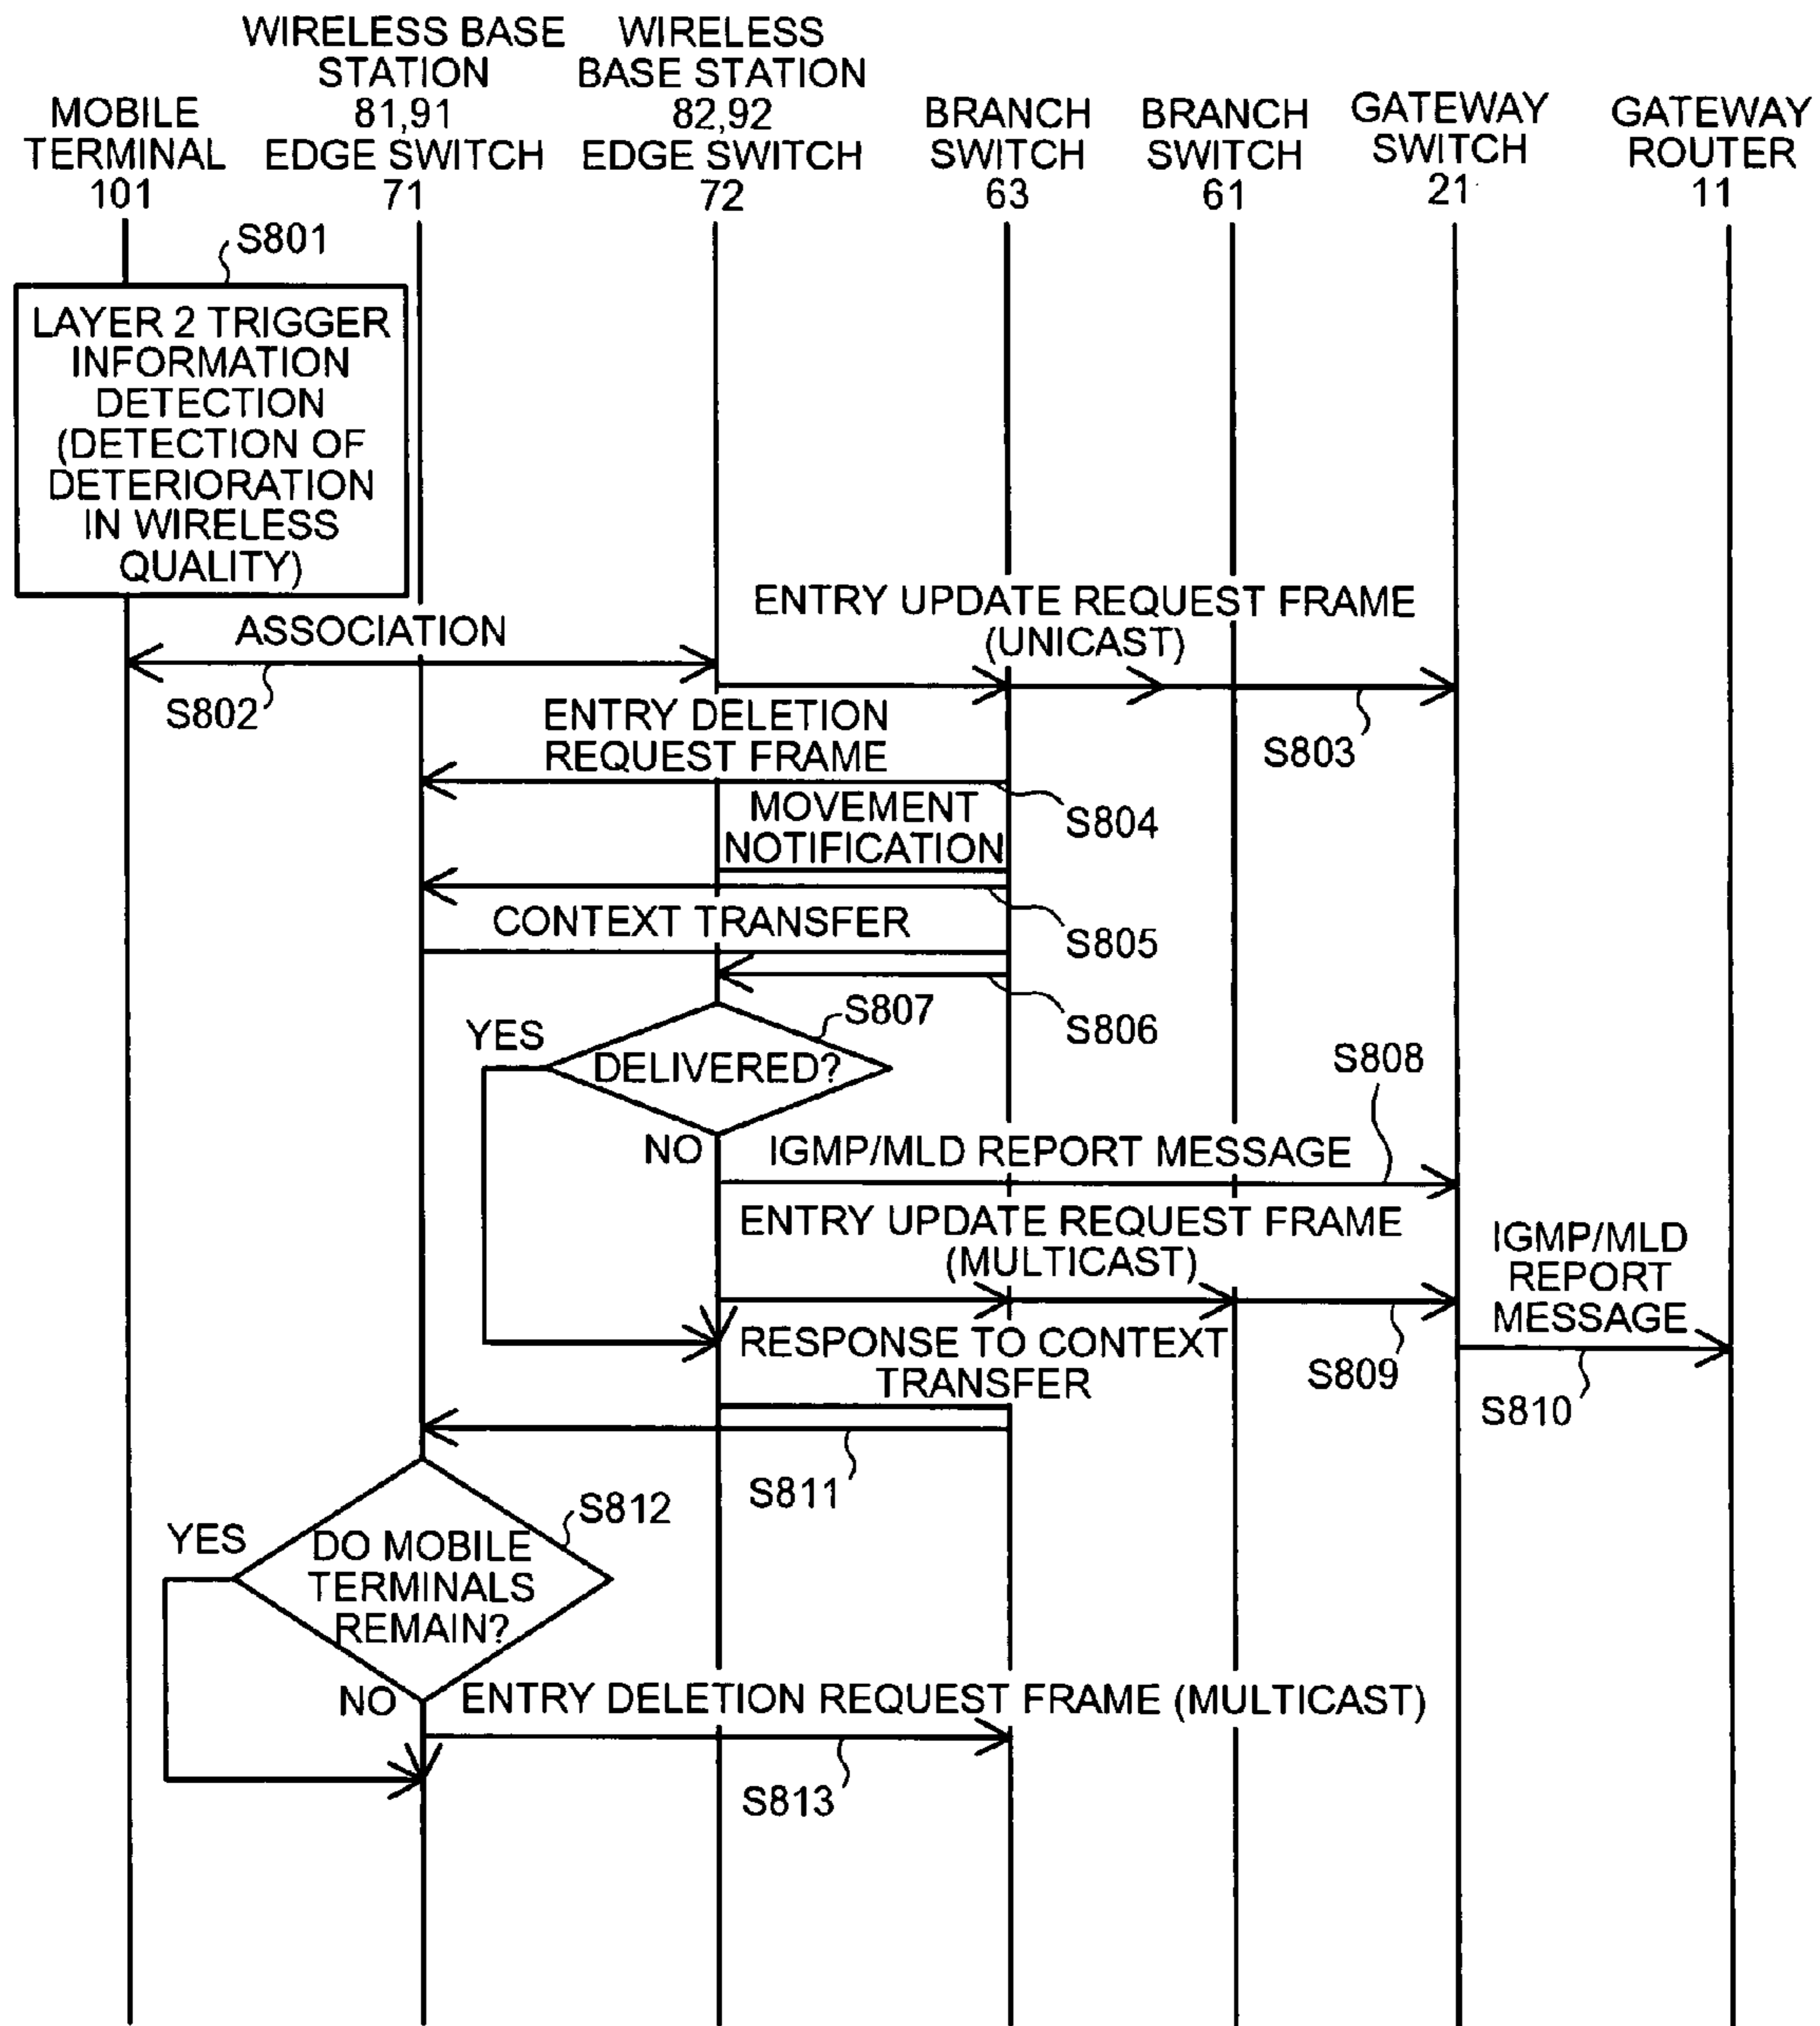 WIRELESS BASE
STATION
81,91
EDGE SWITCH
71
WIRELESS
BASE STATION
82,92
EDGE SWITCH
72
MOBILE
TERMINAL
101
BRANCH
SWITCH
63
BRANCH
SWITCH
61
GATEWAY
SWITCH
21
GATEWAY
ROUTER
11
S801
LAYER 2 TRIGGER
INFORMATION
DETECTION
(DETECTION OF
DETERIORATION
IN WIRELESS
QUALITY)
ASSOCIATION
S802
ENTRY UPDATE REQUEST FRAME
(UNICAST)
S803
ENTRY DELETION
REQUEST FRAME
S804
MOVEMENT
NOTIFICATION
S805
CONTEXT TRANSFER
S806
S807
YES
DELIVERED?
NO
S808
IGMP/MLD REPORT MESSAGE
ENTRY UPDATE REQUEST FRAME
(MULTICAST)
S809
IGMP/MLD
REPORT
MESSAGE
S810
RESPONSE TO CONTEXT
TRANSFER
S811
S812
YES
DO MOBILE
TERMINALS
REMAIN?
NO
ENTRY DELETION REQUEST FRAME (MULTICAST)
S813